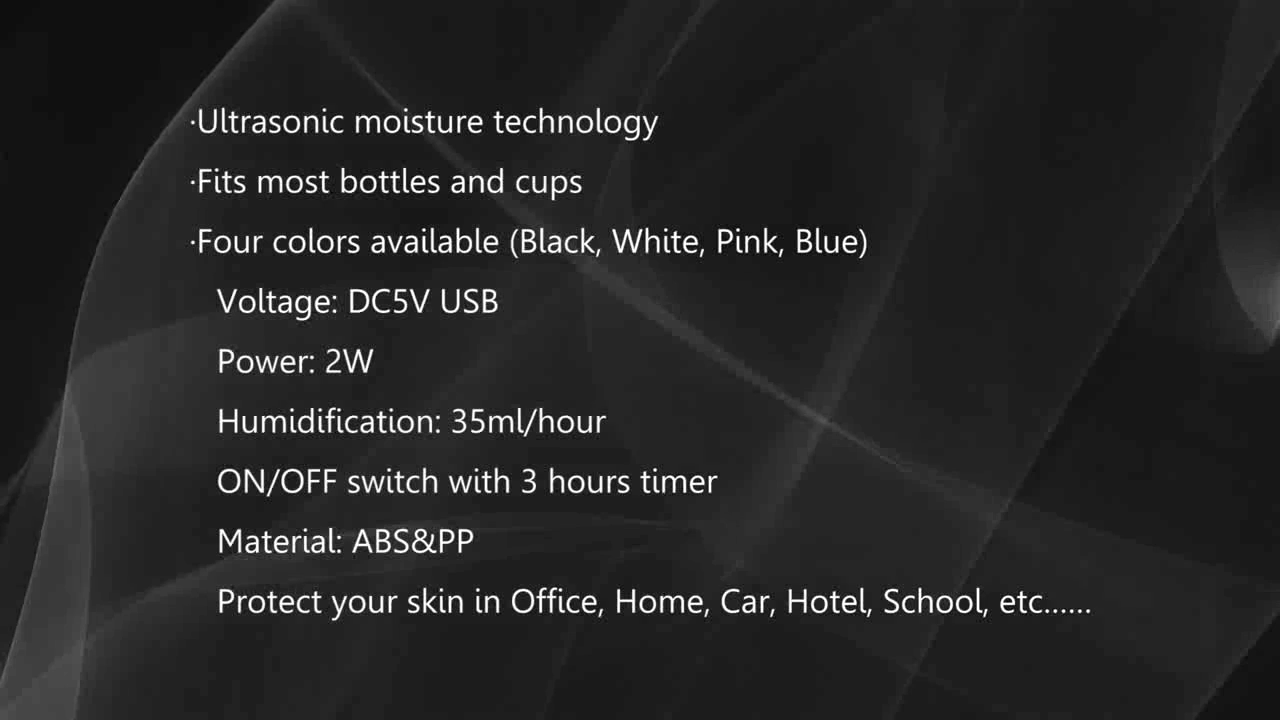 ·Ultrasonic moisture technology
·Fits most bottles and cups
·Four colors available (Black, White, Pink, Blue)
Voltage: DC5V USB
Power: 2W
Humidification: 35ml/hour
ON/OFF switch with 3 hours timer
Material: ABS&PP
Protect your skin in Office, Home, Car, Hotel, School, etc......